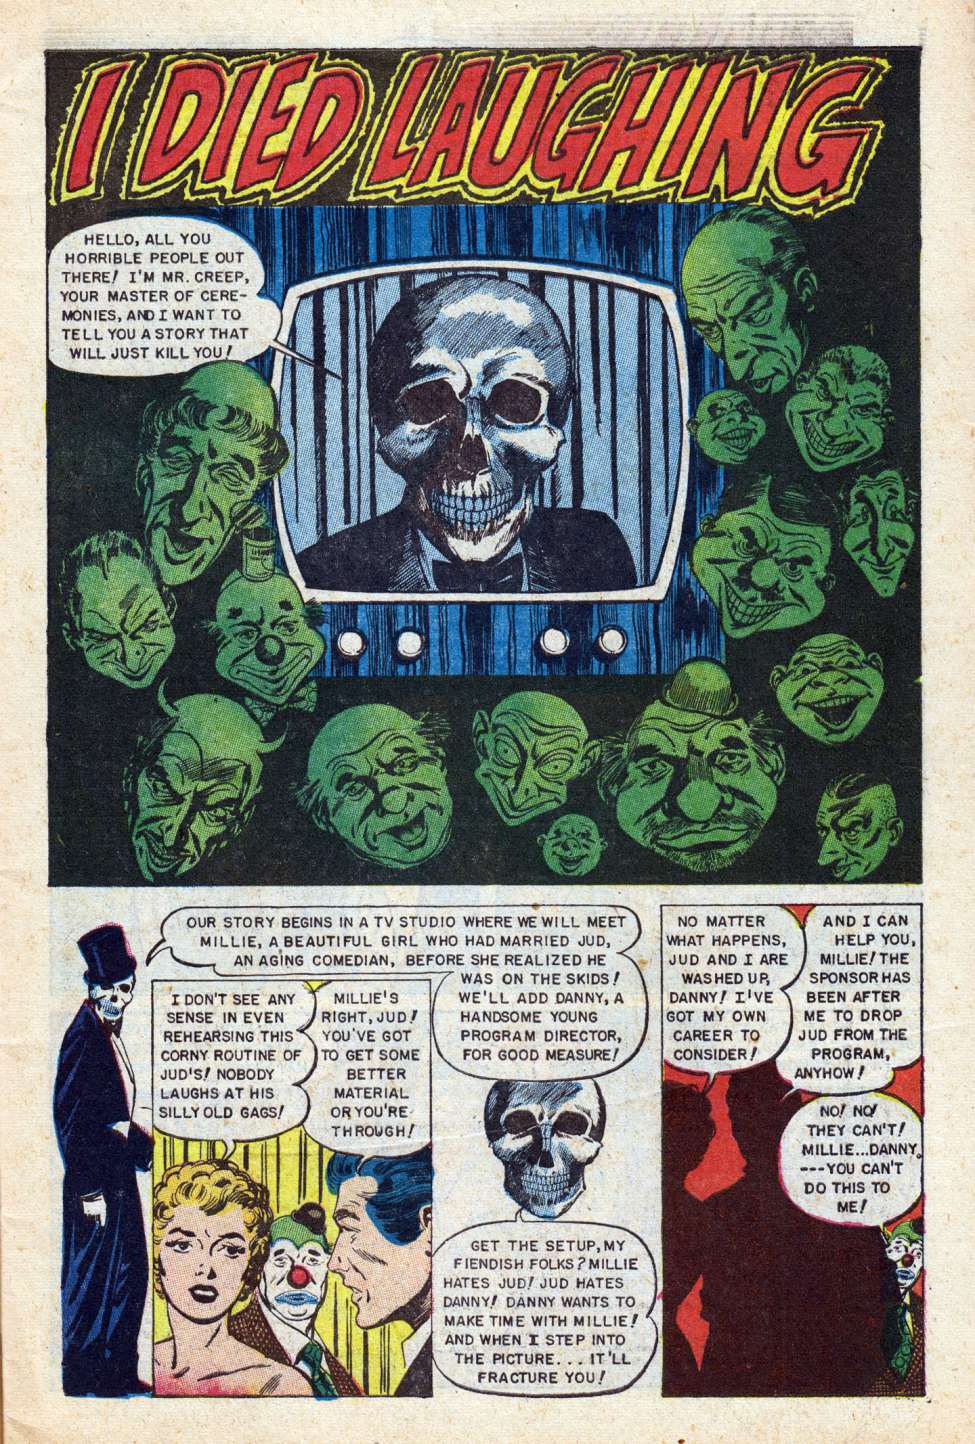 I DIED LAUGHING
HELLO, ALL YOU
HORRIBLE PEOPLE OUT
THERE! I'M MR. CREEP,
YOUR MASTER OF CERE-
MONIES, AND I WANT TO
TELL YOU A STORY THAT
WILL JUST KILL YOU!
OUR STORY BEGINS IN A TV STUDIO WHERE WE WILL MEET
MILLIE, A BEAUTIFUL GIRL WHO HAD MARRIED JUD,
AN AGING COMEDIAN, BEFORE SHE REALIZED HE
WAS ON THE SKIDS!
WE'LL ADD DANNY, A
HANDSOME YOUNG
PROGRAM DIRECTOR,
FOR GOOD MEASURE!
I DON'T SEE ANY
SENSE IN EVEN
REHEARSING THIS
CORNY ROUTINE OF
JUD'S! NOBODY
LAUGHS AT HIS
SILLY OLD GAGS!
MILLIE'S
RIGHT, JUD!
YOU'VE GOT
TO GET SOME
BETTER
MATERIAL
OR YOU'RE
THROUGH!
GET THE SETUP, MY
FIENDISH FOLKS? MILLIE
HATES JUD! JUD HATES
DANNY! DANNY WANTS TO
MAKE TIME WITH MILLIE!
AND WHEN I STEP INTO
THE PICTURE... IT'LL
FRACTURE YOU!
NO MATTER
WHAT HAPPENS,
JUD AND I ARE
WASHED UP,
DANNY! I'VE
GOT MY OWN
CAREER TO
CONSIDER!
AND I CAN
HELP YOU,
MILLIE! THE
SPONSOR HAS
BEEN AFTER
ME TO DROP
JUD FROM THE
PROGRAM,
ANYHOW!
NO! NO!
THEY CAN'T!
MILLIE...DANNY
---YOU CAN'T
DO THIS TO
ME!